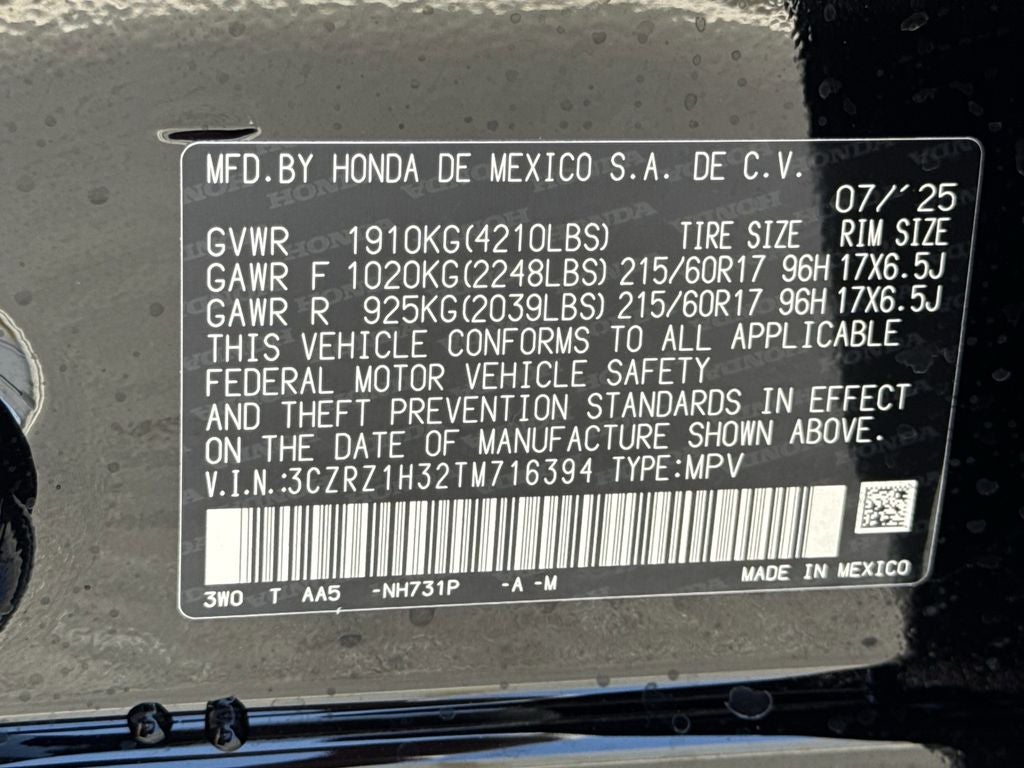 MFD.BY HONDA DE MEXICO S.A. DE C.V.
07/´25
GVWR 1910KG(4210LBS) TIRE SIZE RIM SIZE
GAWR F 1020KG(2248LBS) 215/60R17 96H 17X6.5J
GAWR R 925KG(2039LBS) 215/60R17 96H 17X6.5J
THIS VEHICLE CONFORMS TO ALL APPLICABLE
FEDERAL MOTOR VEHICLE SAFETY
AND THEFT PREVENTION STANDARDS IN EFFECT
ON THE DATE OF MANUFACTURE SHOWN ABOVE.
V.I.N.:3CZRZ1H32TM716394 TYPE:MPV
3W0 T AA5 -NH731P -A -M MADE IN MEXICO